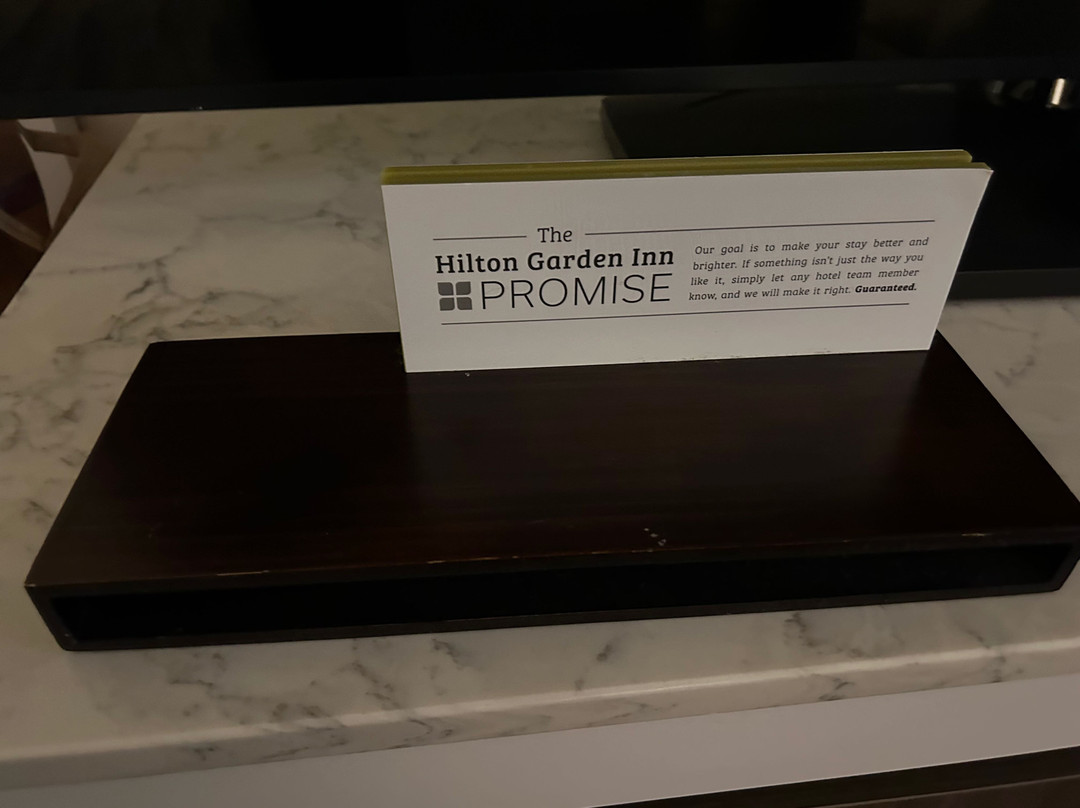 The
Hilton Garden Inn
PROMISE
Our goal is to make your stay better and
brighter. If something isn't just the way you
like it, simply let any hotel team member
know, and we will make it right. Guaranteed.